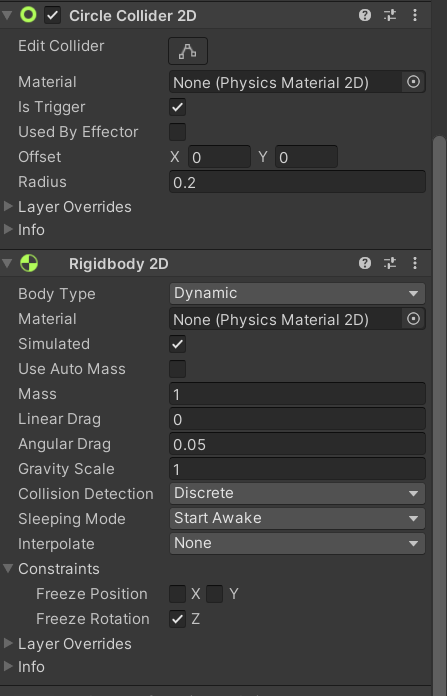 Circle Collider 2D
Edit Collider
Material None (Physics Material 2D)
Is Trigger
Used By Effector
Offset X 0 Y 0
Radius 0.2
Layer Overrides
Info
Rigidbody 2D
Body Type Dynamic
Material None (Physics Material 2D)
Simulated
Use Auto Mass
Mass 1
Linear Drag 0
Angular Drag 0.05
Gravity Scale 1
Collision Detection Discrete
Sleeping Mode Start Awake
Interpolate None
Constraints
Freeze Position X Y
Freeze Rotation Z
Layer Overrides
Info